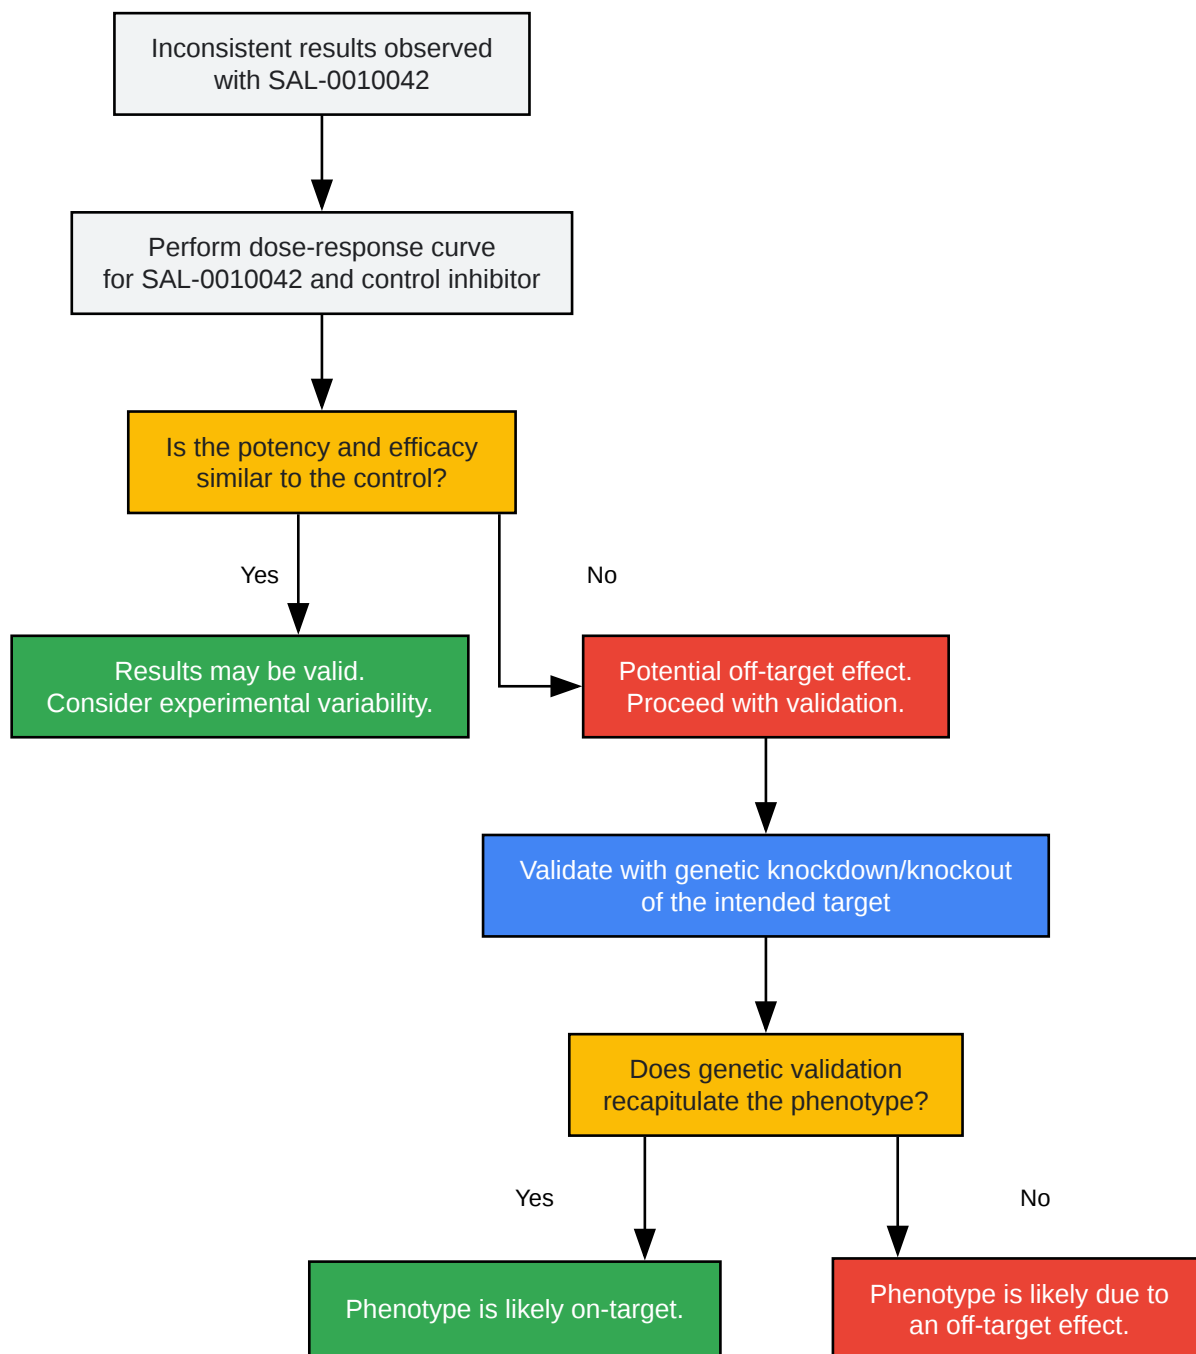 Inconsistent results observed
with SAL-0010042
Perform dose-response curve
for SAL-0010042 and control inhibitor
Is the potency and efficacy
similar to the control?
Yes
No
Results may be valid.
Consider experimental variability.
Potential off-target effect.
Proceed with validation.
Validate with genetic knockdown/knockout
of the intended target
Does genetic validation
recapitulate the phenotype?
Yes
No
Phenotype is likely on-target.
Phenotype is likely due to
an off-target effect.